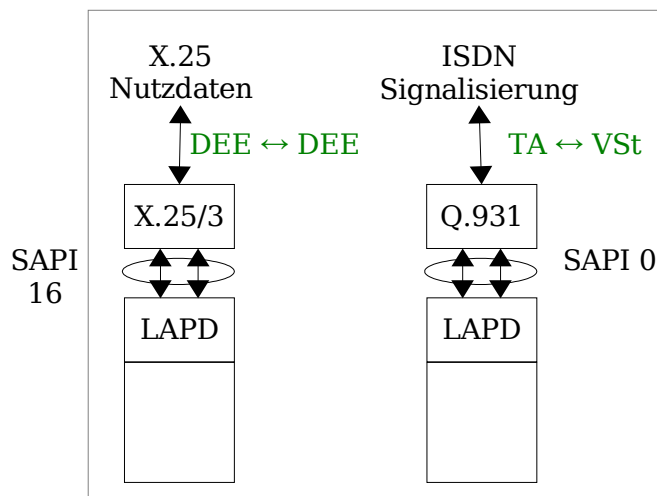 X.25
Nutzdaten
ISDN
Signalisierung
DEE ↔ DEE
TA ↔ VSt
X.25/3
Q.931
SAPI
16
SAPI 0
LAPD
LAPD